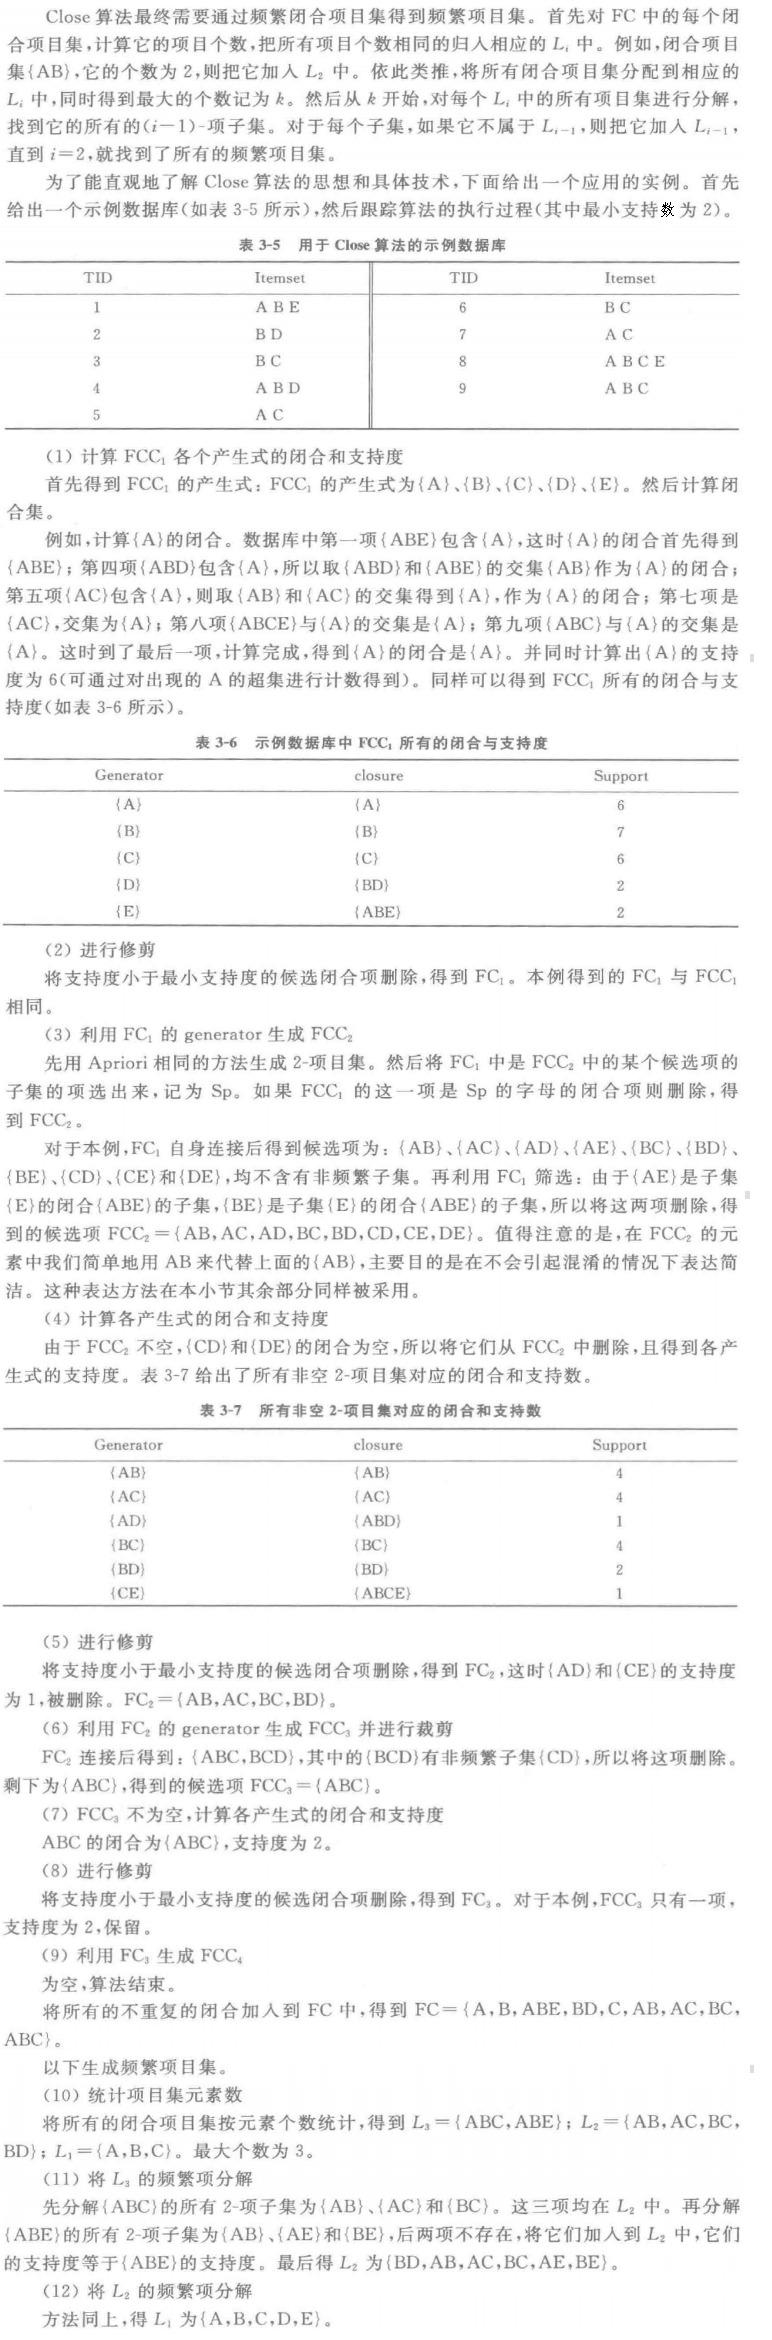 Close 算法最终需要通过频繁闭合项目集得到频繁项目集。首先对 FC 中的每个闭
合项目集,计算它的项目个数,把所有项目个数相同的归入相应的 Lᵢ 中。例如,闭合项目
集{AB},它的个数为 2,则把它加入 L₂ 中。依此类推,将所有闭合项目集分配到相应的
Lᵢ 中,同时得到最大的个数记为 k。然后从 k 开始,对每个 Lᵢ 中的所有项目集进行分解,
找到它的所有的(i−1)-项子集。对于每个子集,如果它不属于 Lᵢ₋₁,则把它加入 Lᵢ₋₁,
直到 i=2,就找到了所有的频繁项目集。
为了能直观地了解 Close 算法的思想和具体技术,下面给出一个应用的实例。首先
给出一个示例数据库(如表 3-5 所示),然后跟踪算法的执行过程(其中最小支持数为 2)。
表 3-5 用于 Close 算法的示例数据库
TID Itemset TID Itemset
1 A B E 6 B C
2 B D 7 A C
3 B C 8 A B C E
4 A B D 9 A B C
5 A C
(1) 计算 FCC₁ 各个产生式的闭合和支持度
首先得到 FCC₁ 的产生式: FCC₁ 的产生式为{A}、{B}、{C}、{D}、{E}。然后计算闭
合集。
例如,计算{A}的闭合。数据库中第一项{ABE}包含{A},这时{A}的闭合首先得到
{ABE}; 第四项{ABD}包含{A},所以取{ABD}和{ABE}的交集{AB}作为{A}的闭合;
第五项{AC}包含{A},则取{AB}和{AC}的交集得到{A},作为{A}的闭合; 第七项是
{AC},交集为{A}; 第八项{ABCE}与{A}的交集是{A}; 第九项{ABC}与{A}的交集是
{A}。这时到了最后一项,计算完成,得到{A}的闭合是{A}。并同时计算出{A}的支持
度为 6(可通过对出现的 A 的超集进行计数得到)。同样可以得到 FCC₁ 所有的闭合与支
持度(如表 3-6 所示)。
表 3-6 示例数据库中 FCC₁ 所有的闭合与支持度
Generator closure Support
{A} {A} 6
{B} {B} 7
{C} {C} 6
{D} {BD} 2
{E} {ABE} 2
(2) 进行修剪
将支持度小于最小支持度的候选闭合项删除,得到 FC₁。本例得到的 FC₁ 与 FCC₁
相同。
(3) 利用 FC₁ 的 generator 生成 FCC₂
先用 Apriori 相同的方法生成 2-项目集。然后将 FC₁ 中是 FCC₂ 中的某个候选项的
子集的项选出来,记为 Sp。如果 FCC₁ 的这一项是 Sp 的字母的闭合项则删除,得
到 FCC₂。
对于本例,FC₁ 自身连接后得到候选项为: {AB}、{AC}、{AD}、{AE}、{BC}、{BD}、
{BE}、{CD}、{CE}和{DE},均不含有非频繁子集。再利用 FC₁ 筛选: 由于{AE}是子集
{E}的闭合{ABE}的子集,{BE}是子集{E}的闭合{ABE}的子集,所以将这两项删除,得
到的候选项 FCC₂={AB,AC,AD,BC,BD,CD,CE,DE}。值得注意的是,在 FCC₂ 的元
素中我们简单地用 AB 来代替上面的{AB},主要目的是在不会引起混淆的情况下表达简
洁。这种表达方法在本小节其余部分同样被采用。
(4) 计算各产生式的闭合和支持度
由于 FCC₂ 不空,{CD}和{DE}的闭合为空,所以将它们从 FCC₂ 中删除,且得到各产
生式的支持度。表 3-7 给出了所有非空 2-项目集对应的闭合和支持数。
表 3-7 所有非空 2-项目集对应的闭合和支持数
Generator closure Support
{AB} {AB} 4
{AC} {AC} 4
{AD} {ABD} 1
{BC} {BC} 4
{BD} {BD} 2
{CE} {ABCE} 1
(5) 进行修剪
将支持度小于最小支持度的候选闭合项删除,得到 FC₂,这时{AD}和{CE}的支持度
为 1,被删除。FC₂={AB,AC,BC,BD}。
(6) 利用 FC₂ 的 generator 生成 FCC₃ 并进行裁剪
FC₂ 连接后得到: {ABC,BCD},其中的{BCD}有非频繁子集{CD},所以将这项删除。
剩下为{ABC},得到的候选项 FCC₃={ABC}。
(7) FCC₃ 不为空,计算各产生式的闭合和支持度
ABC 的闭合为{ABC},支持度为 2。
(8) 进行修剪
将支持度小于最小支持度的候选闭合项删除,得到 FC₃。对于本例,FCC₃ 只有一项,
支持度为 2,保留。
(9) 利用 FC₃ 生成 FCC₄
为空,算法结束。
将所有的不重复的闭合加入到 FC 中,得到 FC={A,B,ABE,BD,C,AB,AC,BC,
ABC}。
以下生成频繁项目集。
(10) 统计项目集元素数
将所有的闭合项目集按元素个数统计,得到 L₃={ABC,ABE}; L₂={AB,AC,BC,
BD}; L₁={A,B,C}。最大个数为 3。
(11) 将 L₃ 的频繁项分解
先分解{ABC}的所有 2-项子集为{AB}、{AC}和{BC}。这三项均在 L₂ 中。再分解
{ABE}的所有 2-项子集为{AB}、{AE}和{BE},后两项不存在,将它们加入到 L₂ 中,它们
的支持度等于{ABE}的支持度。最后得 L₂ 为{BD,AB,AC,BC,AE,BE}。
(12) 将 L₂ 的频繁项分解
方法同上,得 L₁ 为{A,B,C,D,E}。